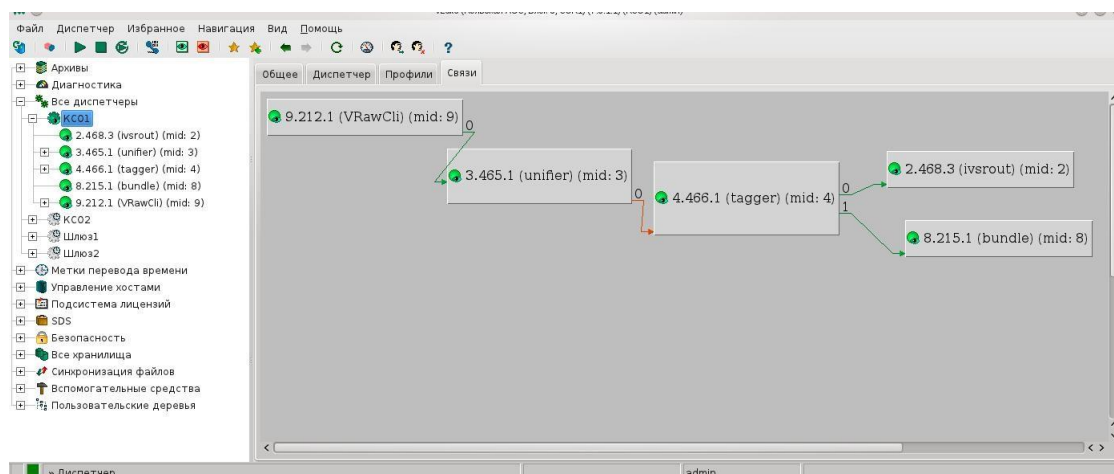 Файл Диспетчер Избранное Навигация Вид Помощь
Архивы
Диагностика
Все диспетчеры
КСО1
2.468.3 (ivsrout) (mid: 2)
3.465.1 (unifier) (mid: 3)
4.466.1 (tagger) (mid: 4)
8.215.1 (bundle) (mid: 8)
9.212.1 (VRawCli) (mid: 9)
КСО2
Шлюз1
Шлюз2
Метки перевода времени
Управление хостами
Подсистема лицензий
SDS
Безопасность
Все хранилища
Синхронизация файлов
Вспомогательные средства
Пользовательские деревья
Общее Диспетчер Профили Связи
9.212.1 (VRawCli) (mid: 9)
0
3.465.1 (unifier) (mid: 3)
0
4.466.1 (tagger) (mid: 4)
0
1
2.468.3 (ivsrout) (mid: 2)
8.215.1 (bundle) (mid: 8)
» Диспетчер admin